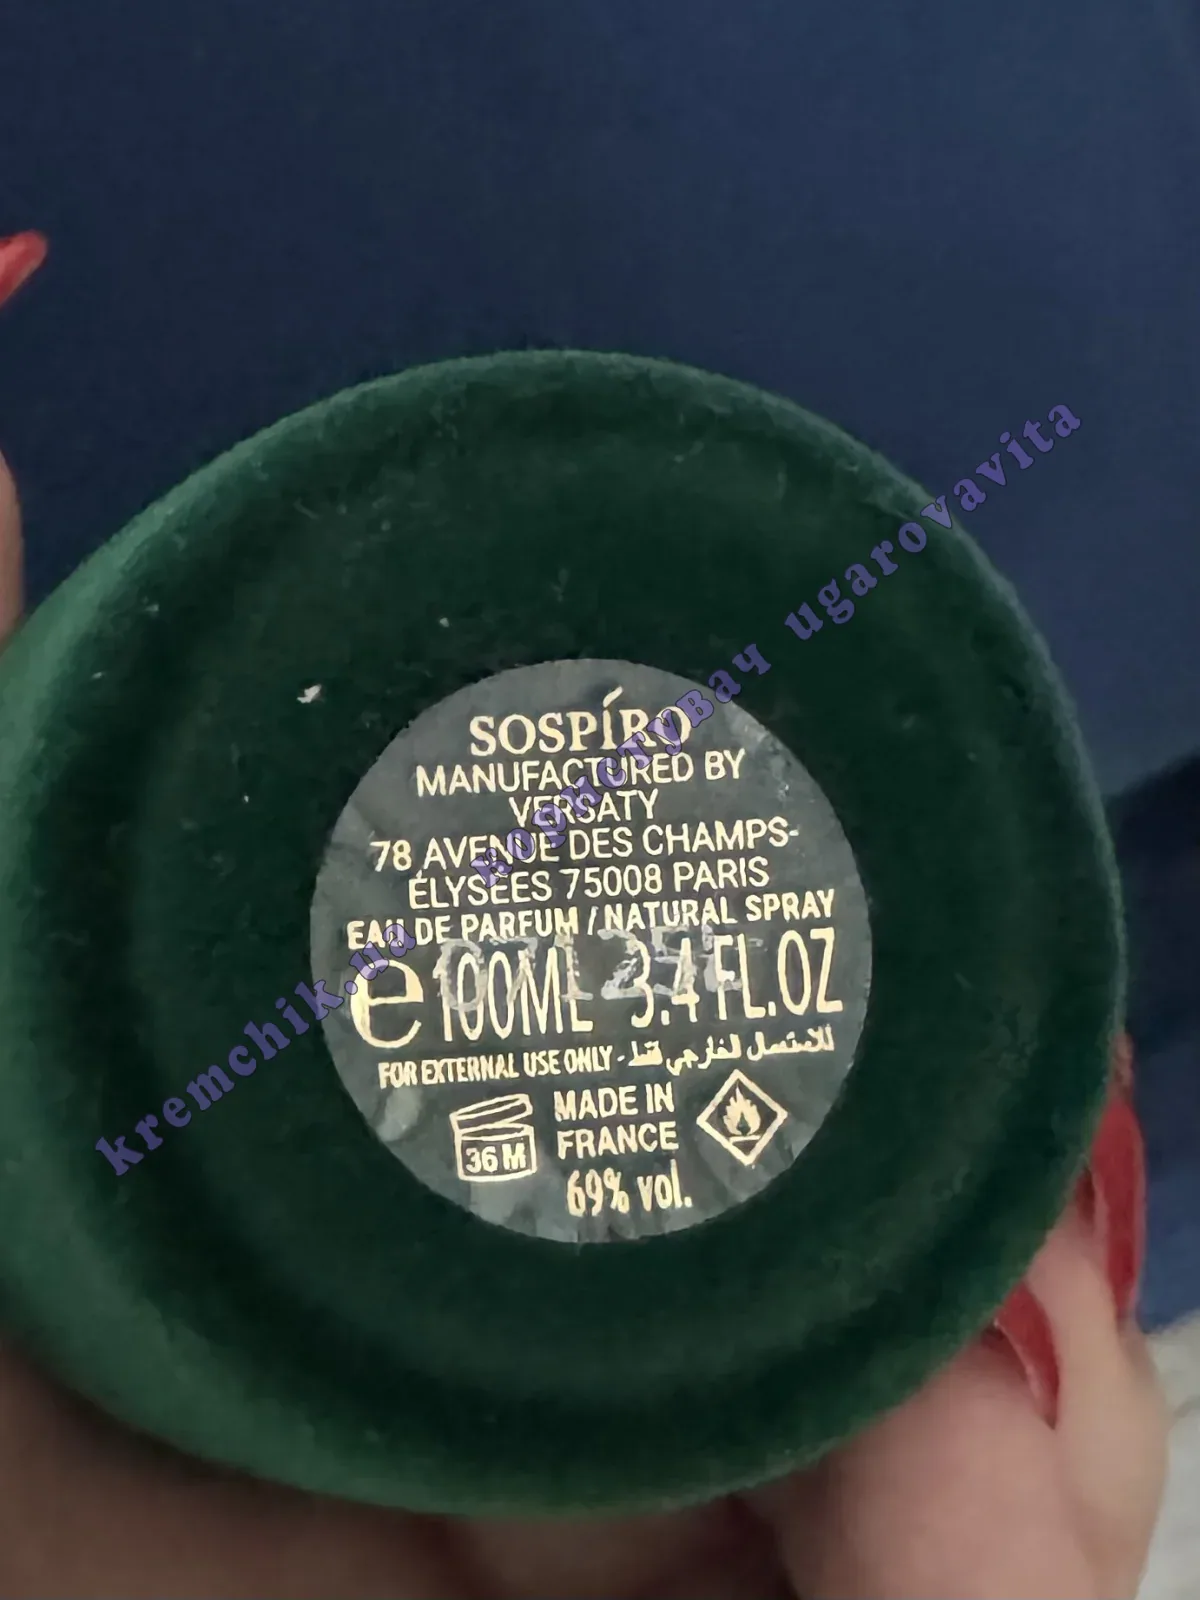 SOSPÍRO
MANUFACTURED BY
VERSATY
78 AVENUE DES CHAMPS-
ÉLYSÉES 75008 PARIS
EAU DE PARFUM / NATURAL SPRAY
e 100ML 3.4 FL.OZ
FOR EXTERNAL USE ONLY - للاستعمال الخارجي فقط
36 M
MADE IN
FRANCE
69% vol.
kremchik.ua користувач ugarovavita